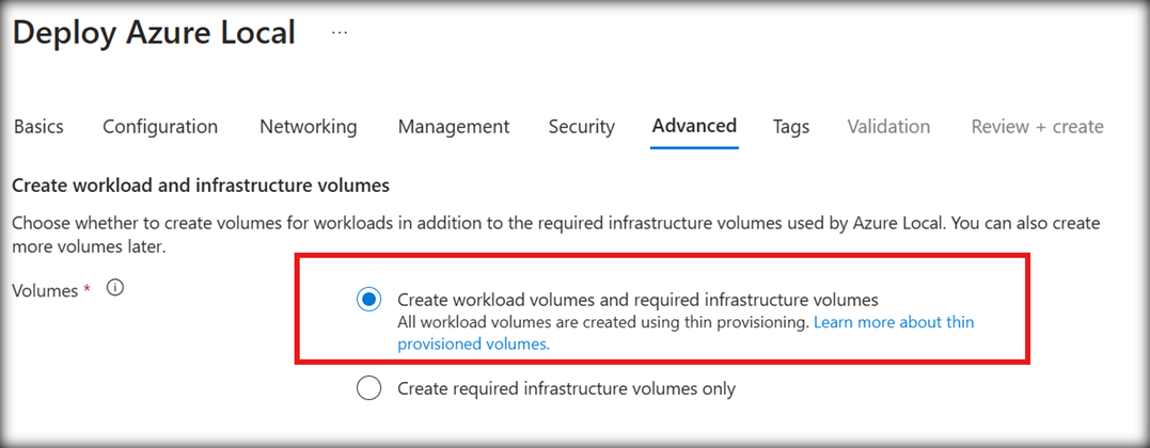 Deploy Azure Local ...
Basics Configuration Networking Management Security Advanced Tags Validation Review + create
Create workload and infrastructure volumes
Choose whether to create volumes for workloads in addition to the required infrastructure volumes used by Azure Local. You can also create
more volumes later.
Volumes *
Create workload volumes and required infrastructure volumes
All workload volumes are created using thin provisioning. Learn more about thin
provisioned volumes.
Create required infrastructure volumes only